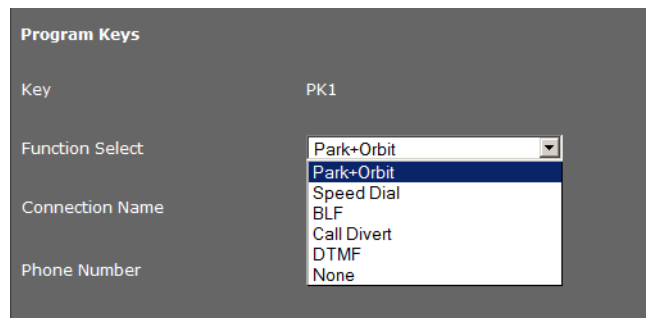 Program Keys
Key PK1
Function Select Park+Orbit
Park+Orbit
Speed Dial
Connection Name
BLF
Call Divert
DTMF
Phone Number
None